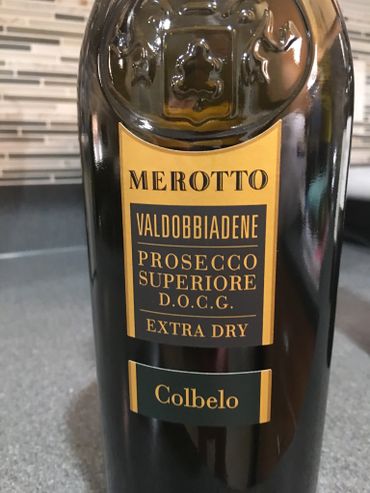 MEROTTO
VALDOBBIADENE
PROSECCO
SUPERIORE
D.O.C.G.
EXTRA DRY
Colbelo